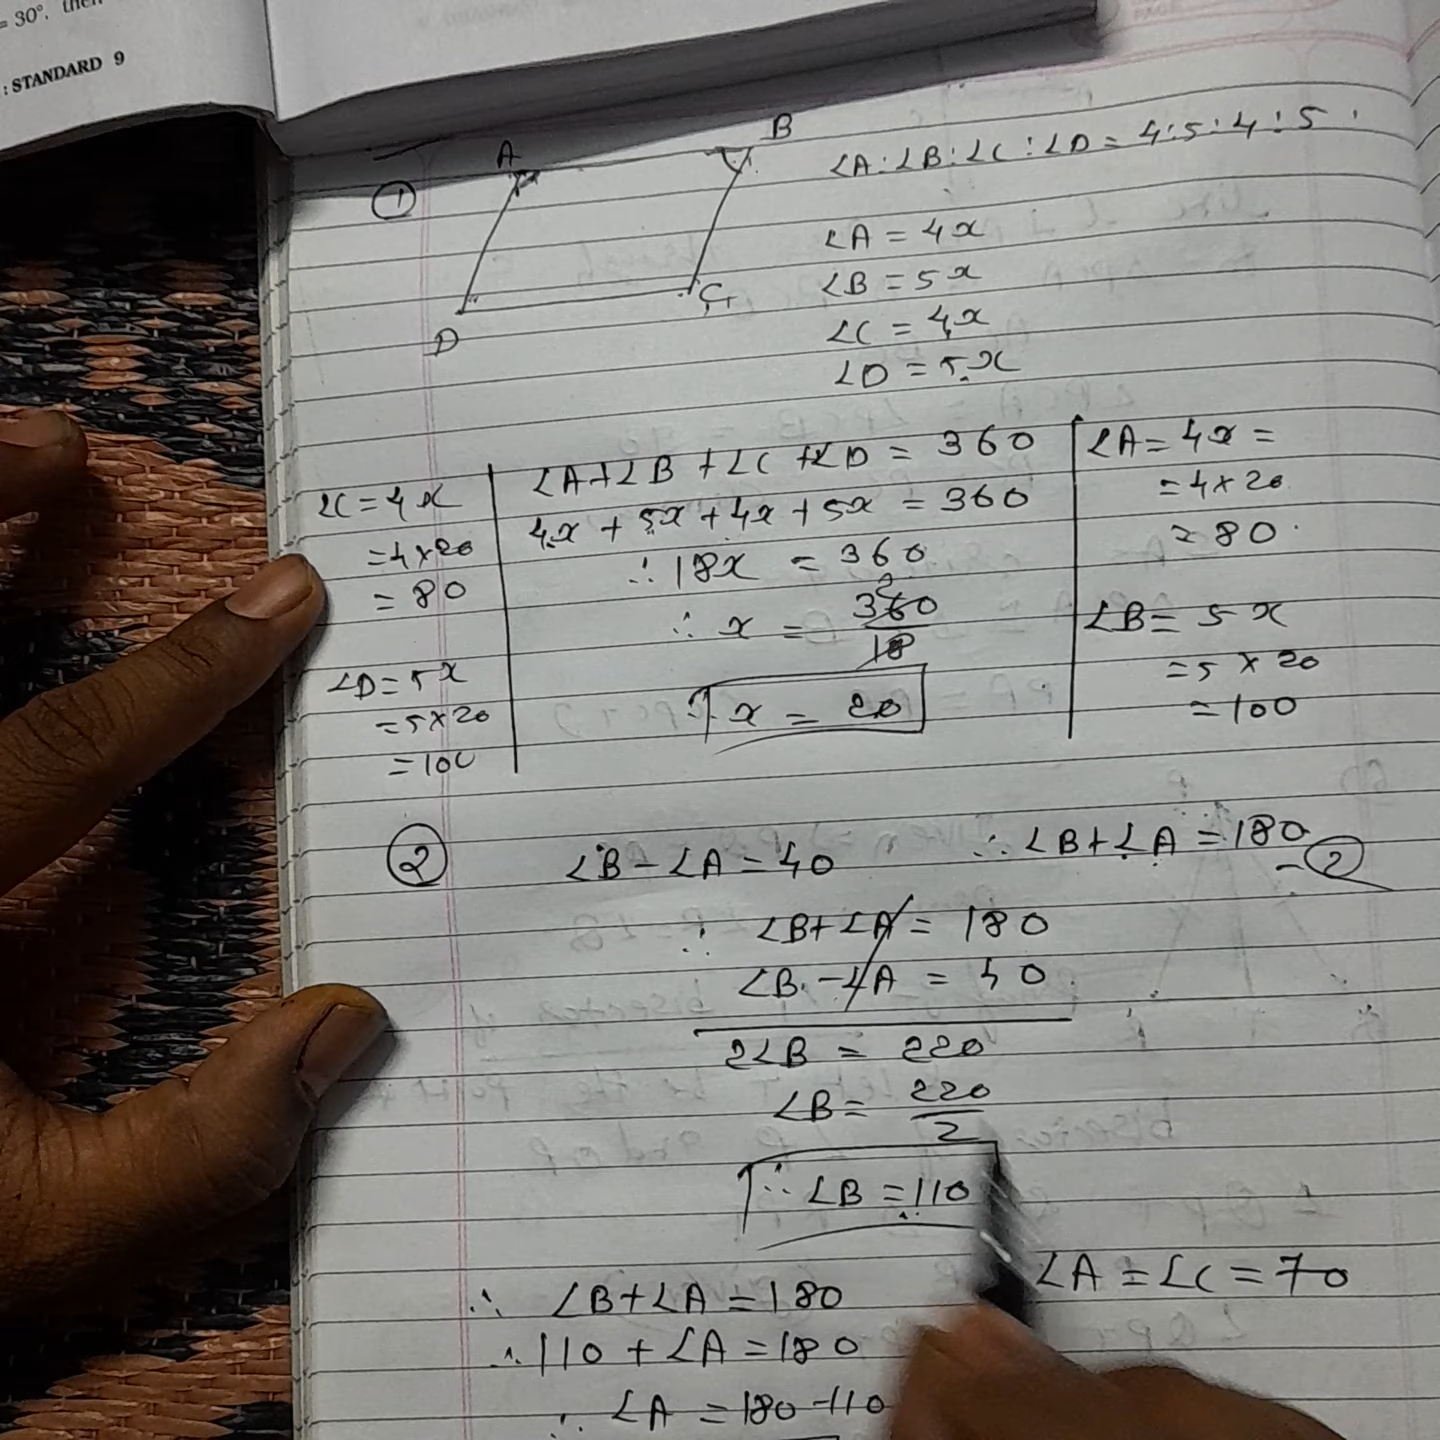 = 30°. then
: STANDARD 9
①
A
B
D
C
∠A : ∠B : ∠C : ∠D = 4 : 5 : 4 : 5
∠A = 4x
∠B = 5x
∠C = 4x
∠D = 5x
∠C = 4x
= 4 × 20
= 80
∠D = 5x
= 5 × 20
= 100
∠A + ∠B + ∠C + ∠D = 360
4x + 5x + 4x + 5x = 360
∴ 18x = 360
∴ x = 360/18
∴ x = 20
∠A = 4x =
= 4 × 20
= 80
∠B = 5x
= 5 × 20
= 100
②
∠B - ∠A = 40
∴ ∠B + ∠A = 180
- ②
∴ ∠B + ∠A = 180
∠B - ∠A = 40
2∠B = 220
∠B = 220/2
∴ ∠B = 110
∠A = ∠C = 70
∴ ∠B + ∠A = 180
∴ 110 + ∠A = 180
∴ ∠A = 180 - 110